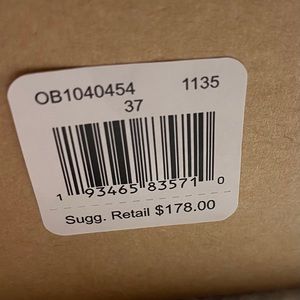 OB1040454 1135
37
1 93465 83571 0
Sugg. Retail $178.00